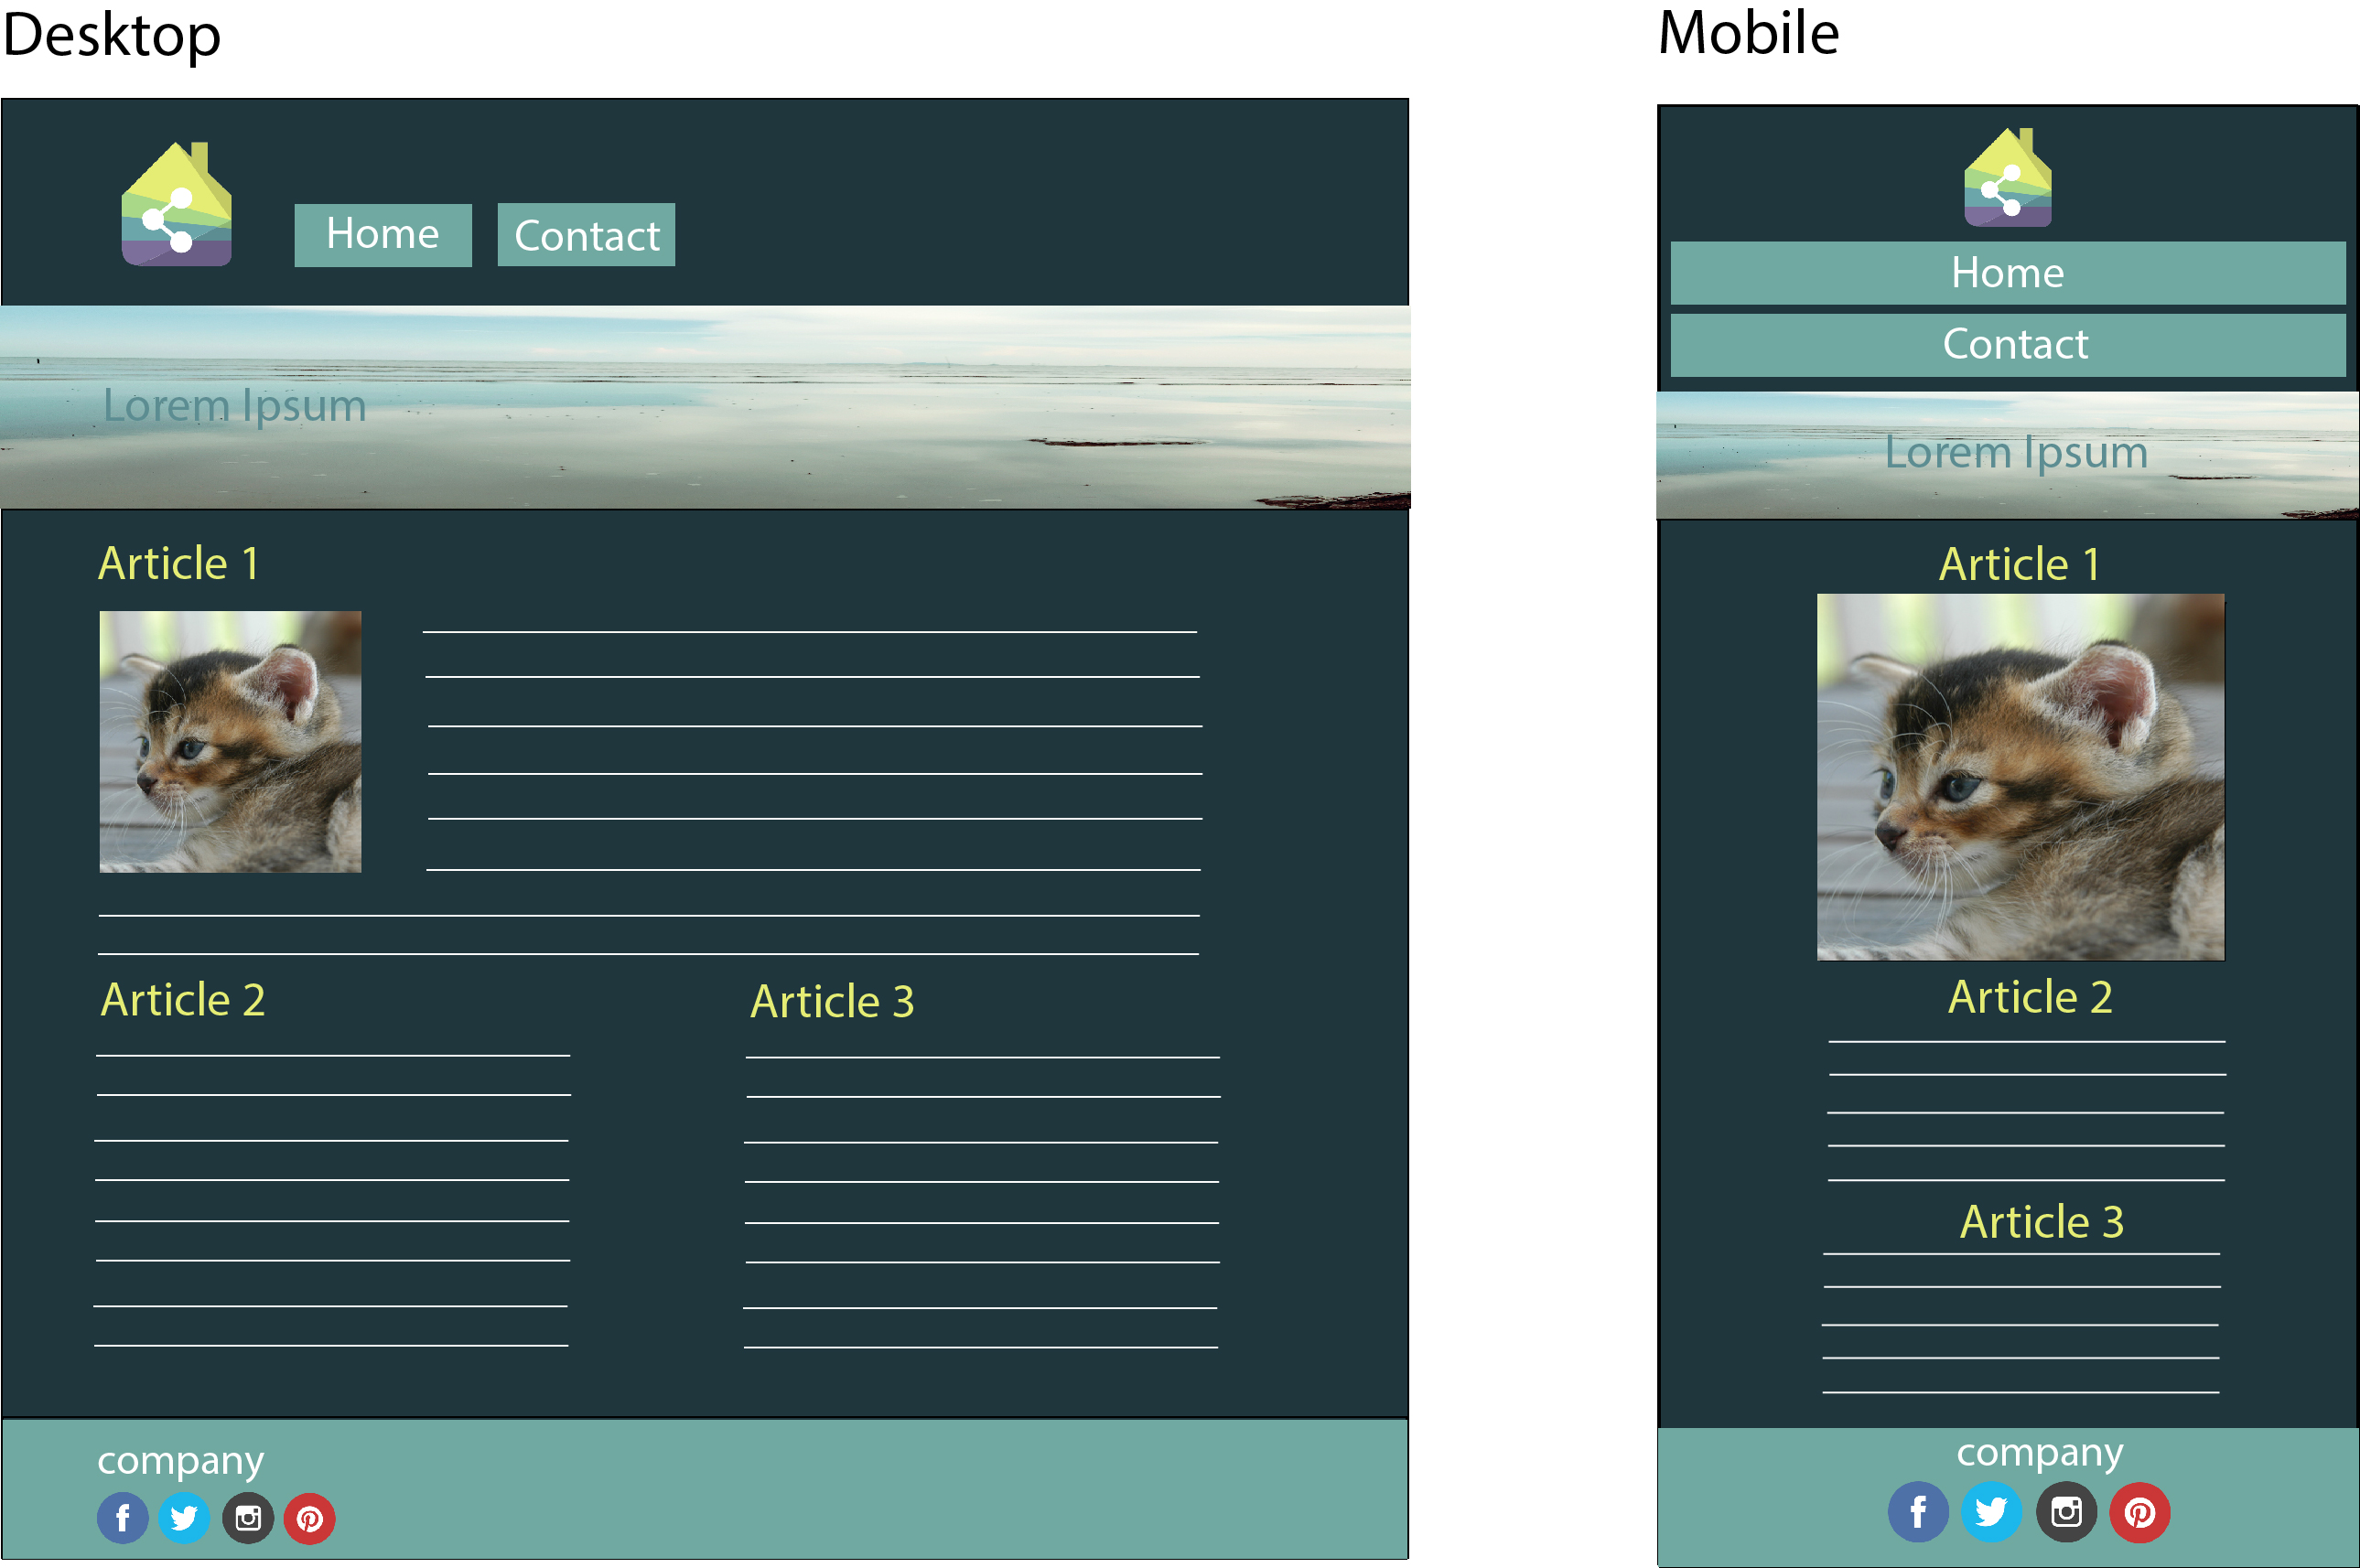 Desktop
Home
Contact
Lorem Ipsum
Article 1
Article 2
Article 3
company
Mobile
Home
Contact
Lorem Ipsum
Article 1
Article 2
Article 3
company